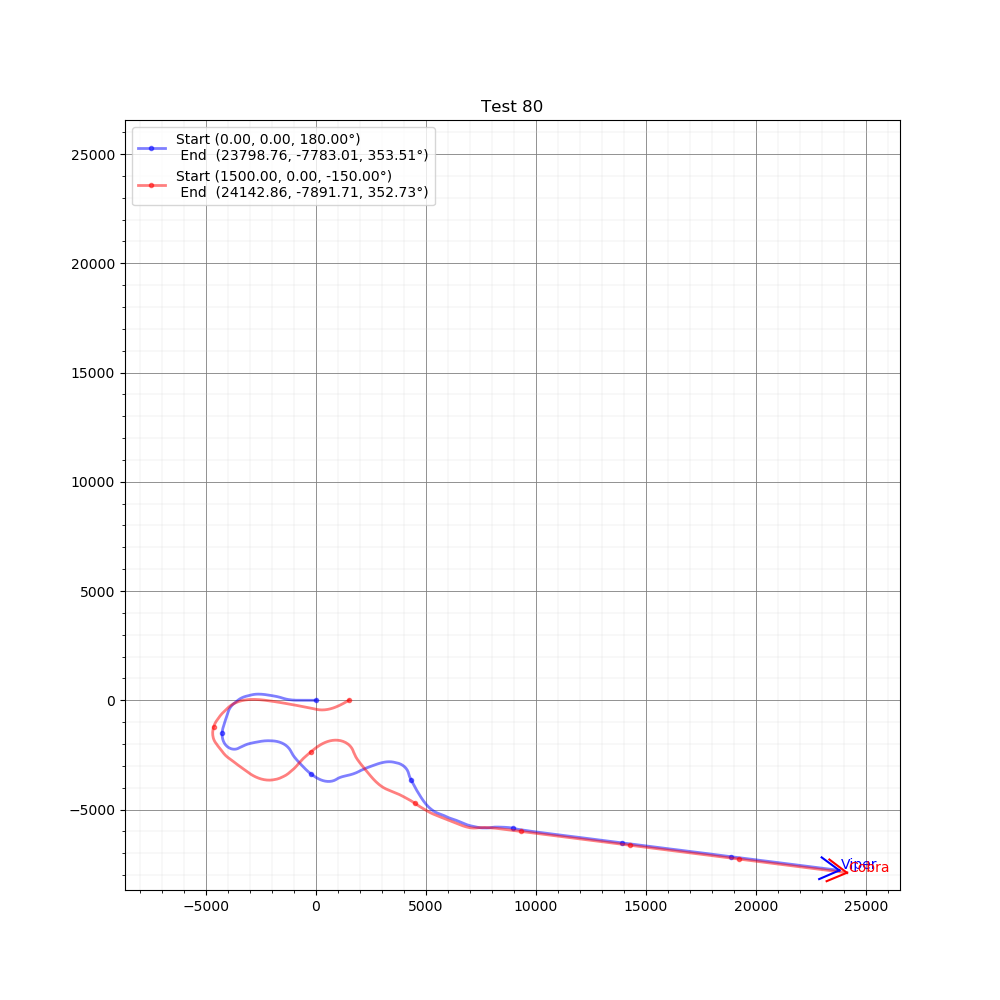 Test 80
Start (0.00, 0.00, 180.00°)
End (23798.76, -7783.01, 353.51°)
Start (1500.00, 0.00, -150.00°)
End (24142.86, -7891.71, 352.73°)
25000
20000
15000
10000
5000
0
−5000
Viper
Cobra
−5000
0
5000
10000
15000
20000
25000